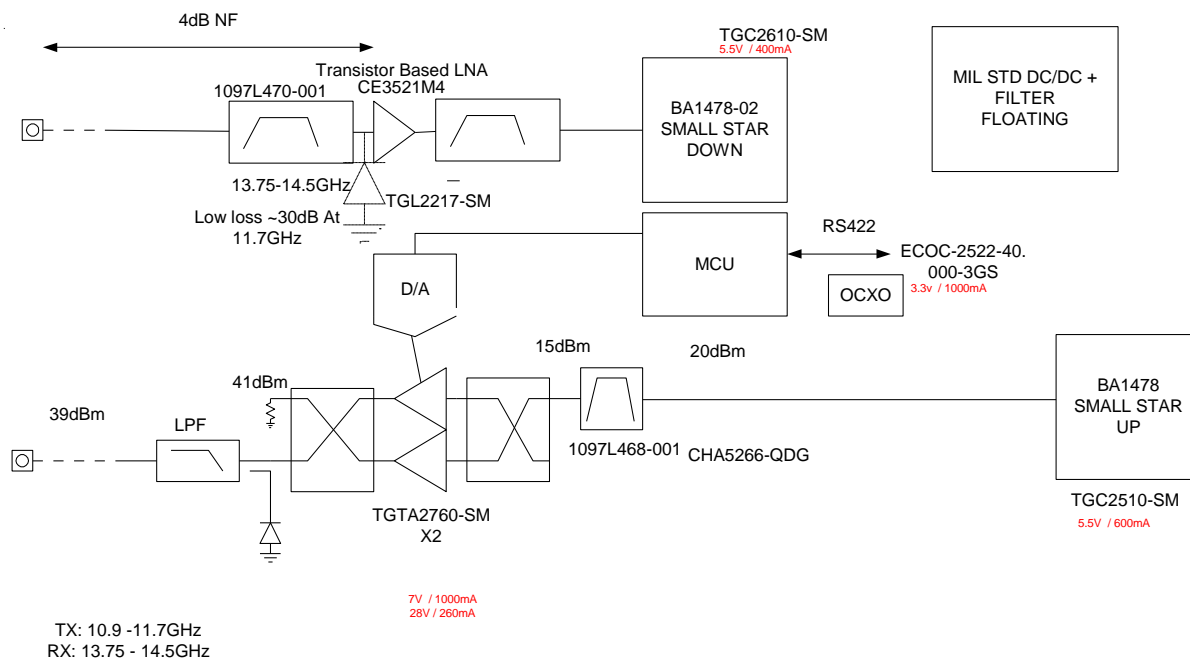 4dB NF
TGC2610-SM
5.5V / 400mA
Transistor Based LNA
CE3521M4
1097L470-001
BA1478-02
SMALL STAR
DOWN
MIL STD DC/DC +
FILTER
FLOATING
13.75-14.5GHz
TGL2217-SM
Low loss ~30dB At
11.7GHz
MCU
RS422
ECOC-2522-40.
000-3GS
3.3v / 1000mA
OCXO
D/A
15dBm
20dBm
41dBm
39dBm
LPF
BA1478
SMALL STAR
UP
1097L468-001
CHA5266-QDG
TGTA2760-SM
X2
TGC2510-SM
5.5V / 600mA
7V / 1000mA
28V / 260mA
TX: 10.9 -11.7GHz
RX: 13.75 - 14.5GHz